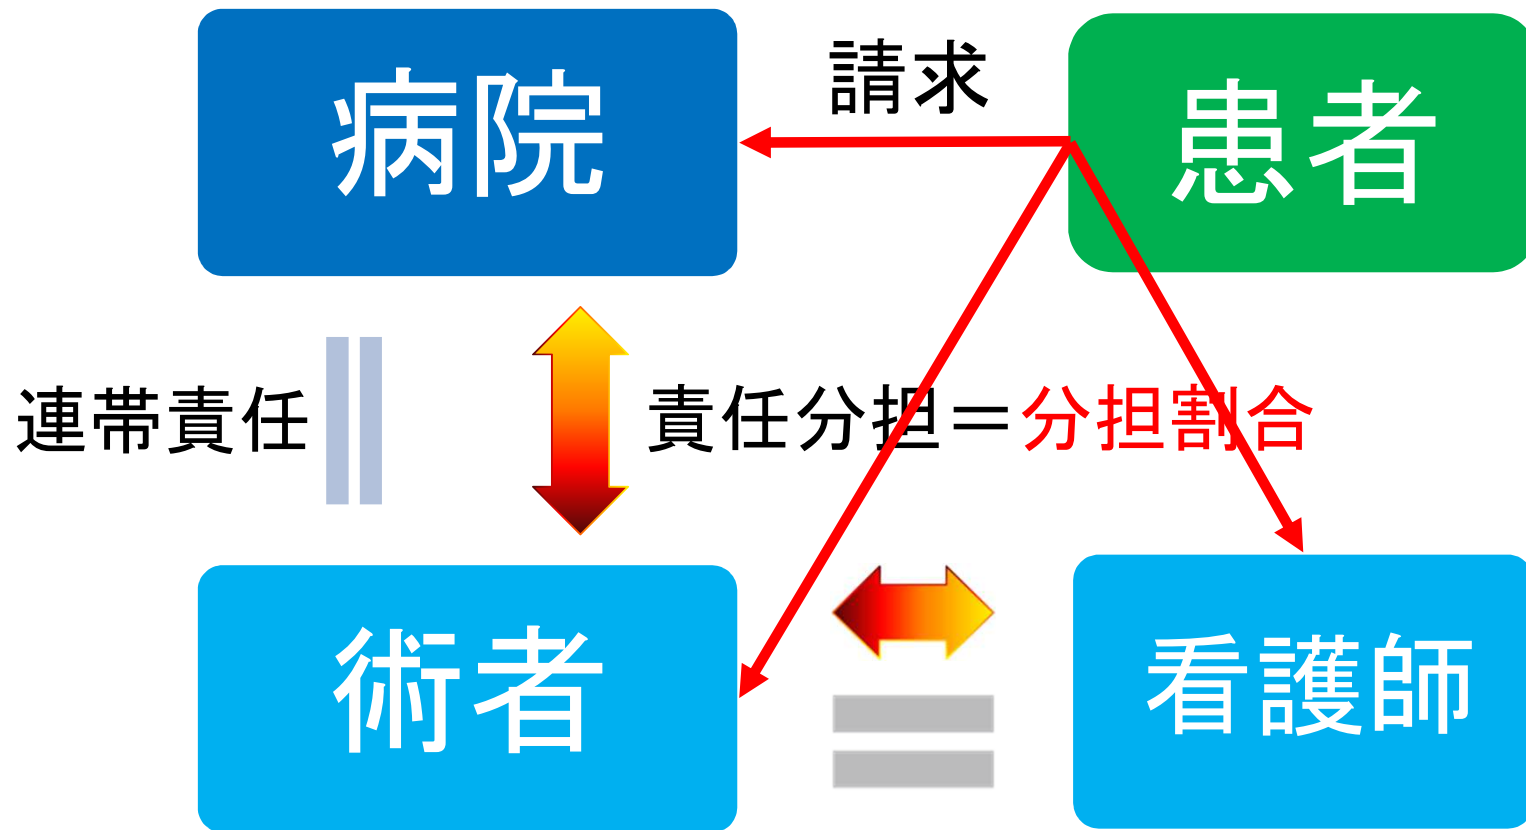 病院
請求
患者
連帯責任
責任分担＝分担割合
術者
看護師